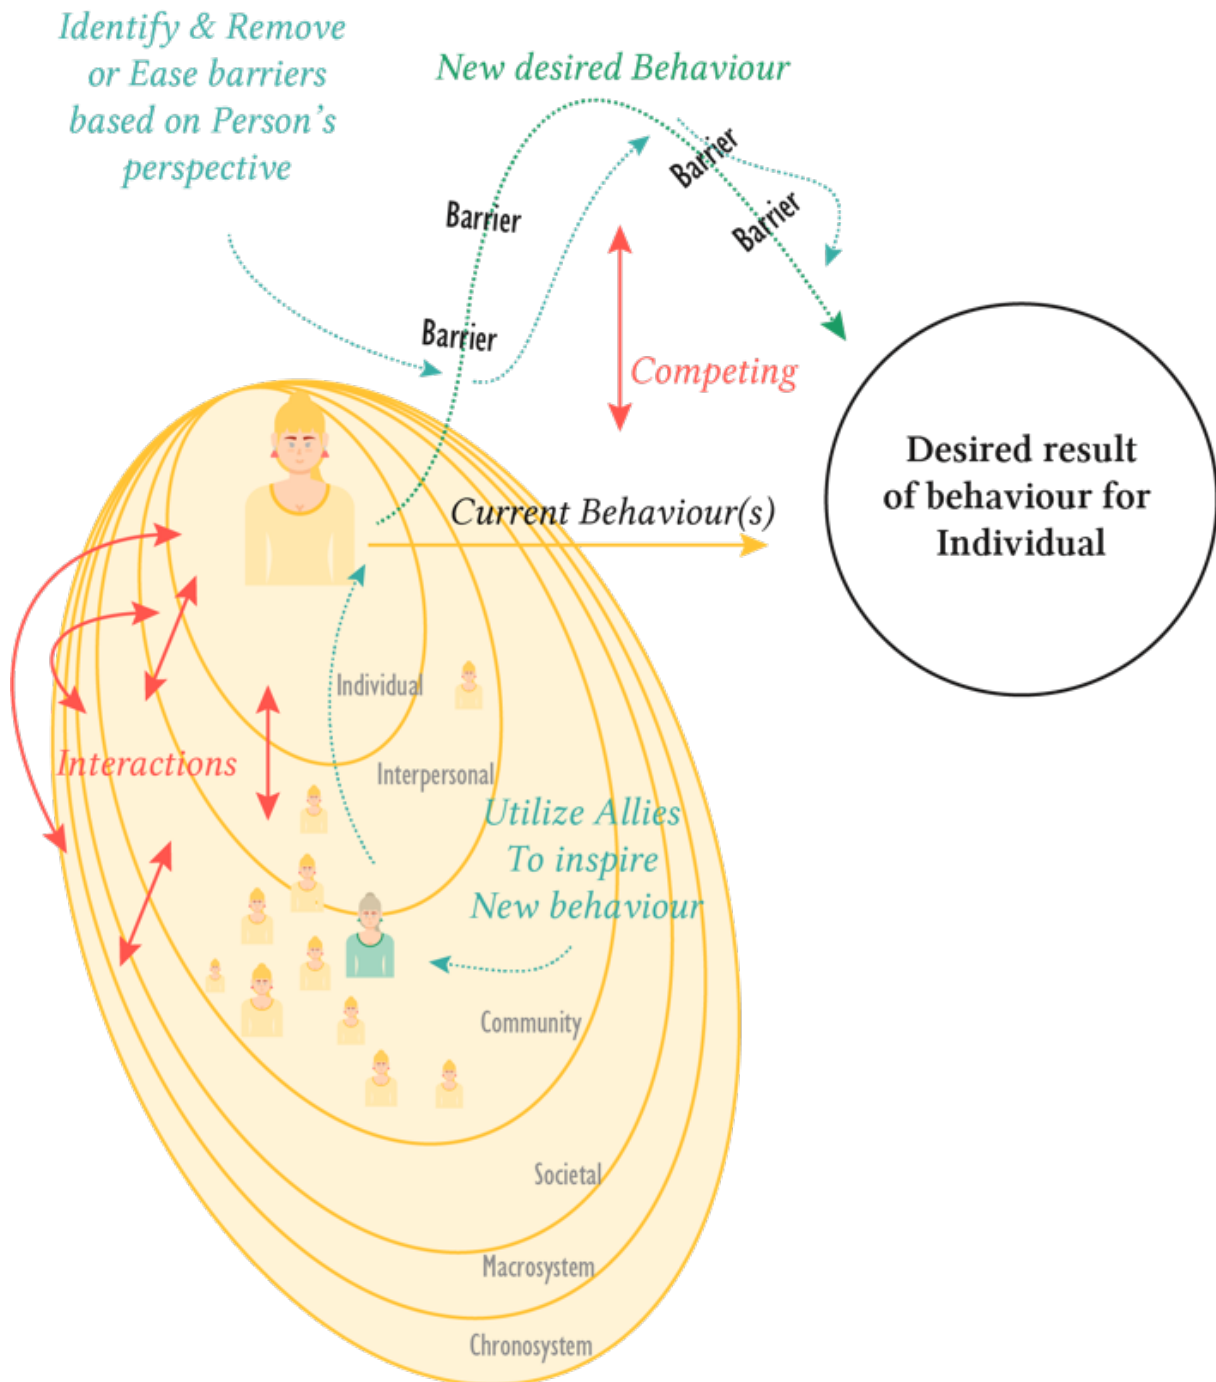 Identify & Remove
or Ease barriers
based on Person's
perspective
New desired Behaviour
Barrier
Barrier
Barrier
Barrier
Competing
Current Behaviour(s)
Desired result
of behaviour for
Individual
Individual
Interactions
Interpersonal
Utilize Allies
To inspire
New behaviour
Community
Societal
Macrosystem
Chronosystem